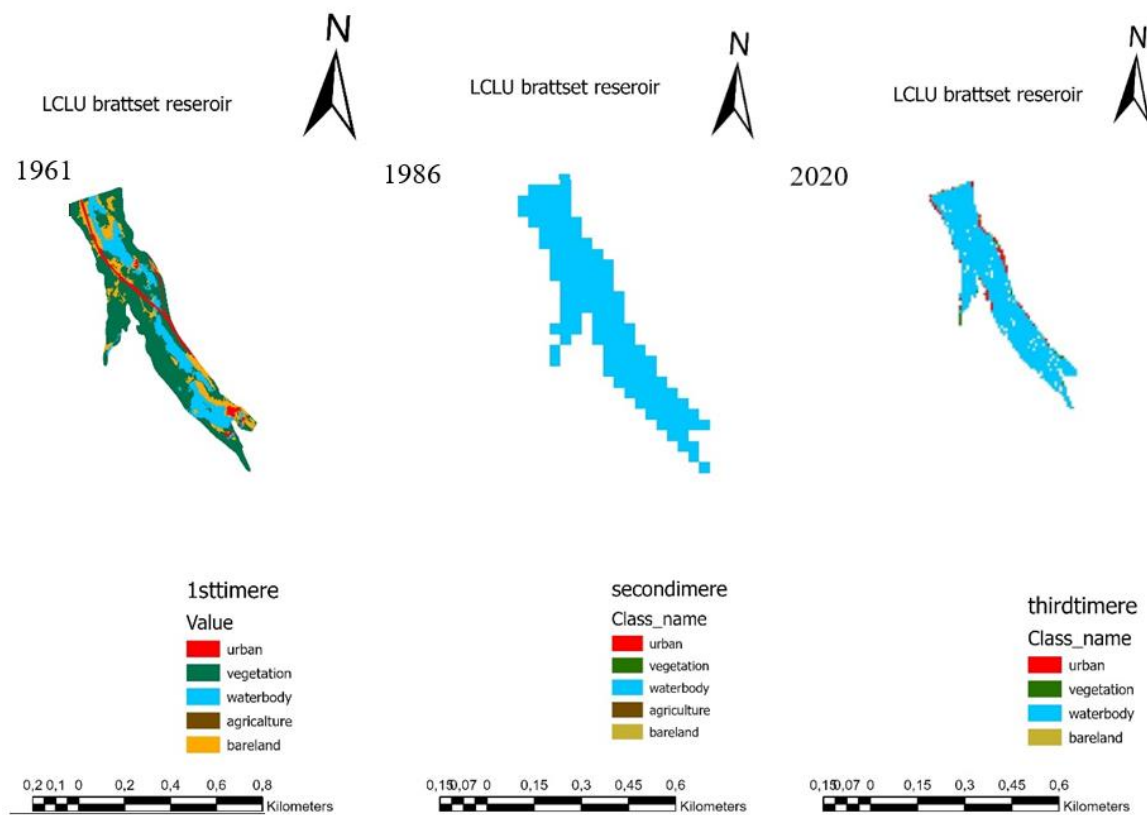 N
LCLU brattset reseroir
1961
1sttimere
Value
urban
vegetation
waterbody
agricalture
bareland
0,2 0,1 0 0,2 0,4 0,6 0,8
Kilometers
N
LCLU brattset reseroir
1986
secondimere
Class_name
urban
vegetation
waterbody
agriculture
bareland
0,15 0,07 0 0,15 0,3 0,45 0,6
Kilometers
N
LCLU brattset reseroir
2020
thirdtimere
Class_name
urban
vegetation
waterbody
bareland
0,15 0,07 0 0,15 0,3 0,45 0,6
Kilometers